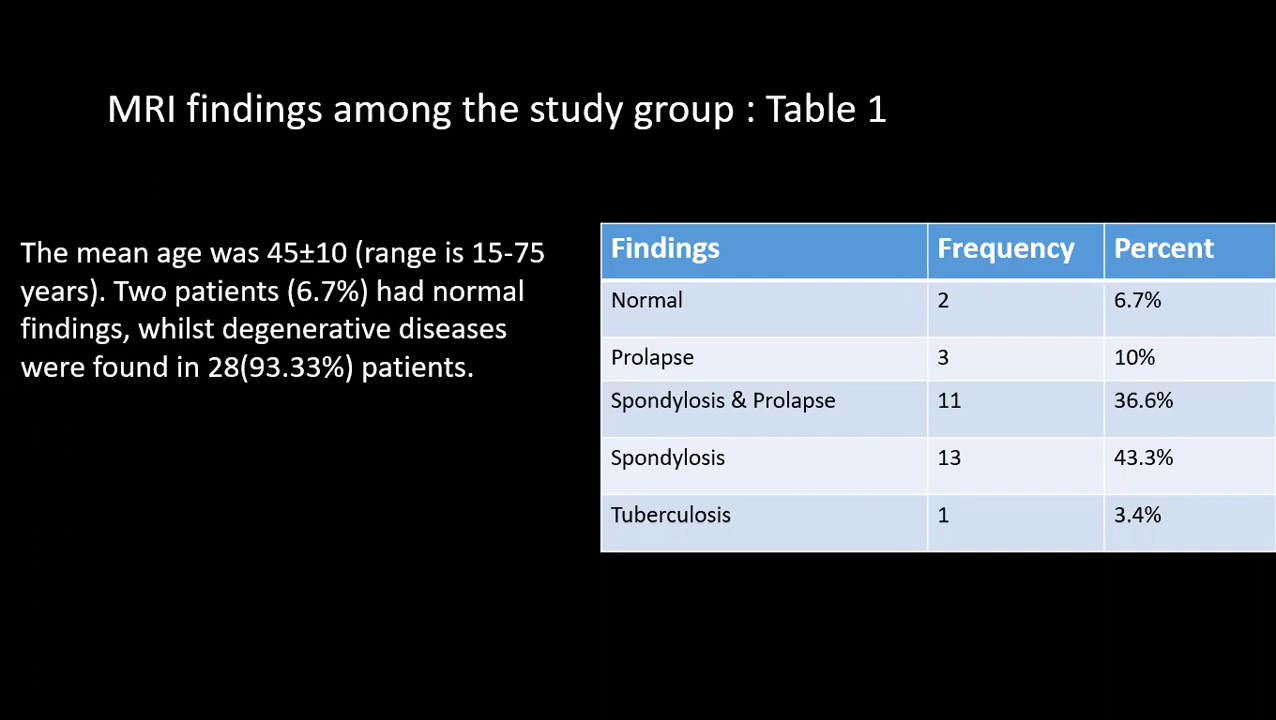 MRI findings among the study group : Table 1
The mean age was 45±10 (range is 15-75
years). Two patients (6.7%) had normal
findings, whilst degenerative diseases
were found in 28(93.33%) patients.
Findings Frequency Percent
Normal 2 6.7%
Prolapse 3 10%
Spondylosis & Prolapse 11 36.6%
Spondylosis 13 43.3%
Tuberculosis 1 3.4%